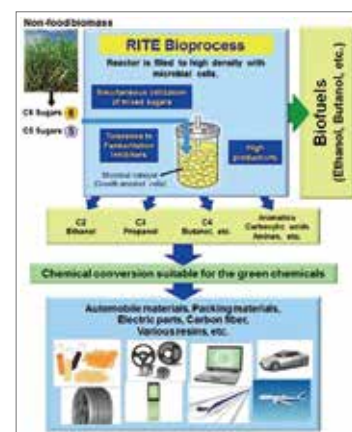 Non-food biomass
RITE Bioprocess
Reactor is filled to high density with
microbial cells.
Simultaneous utilization
of mixed sugars
C6 Sugars 6
C5 Sugars 5
Tolerance to
Fermentation
Inhibitors
High
productivity
Microbial catalyst
(Growth-arrested cells)
Biofuels
(Ethanol, Butanol, etc.)
C2
Ethanol
C3
Propanol
C4
Butanol, etc.
Aromatics
Carboxylic acids
Amines, etc.
Chemical conversion suitable for the green chemicals
Automobile materials, Packing materials,
Electric parts, Carbon fiber,
Various resins, etc.